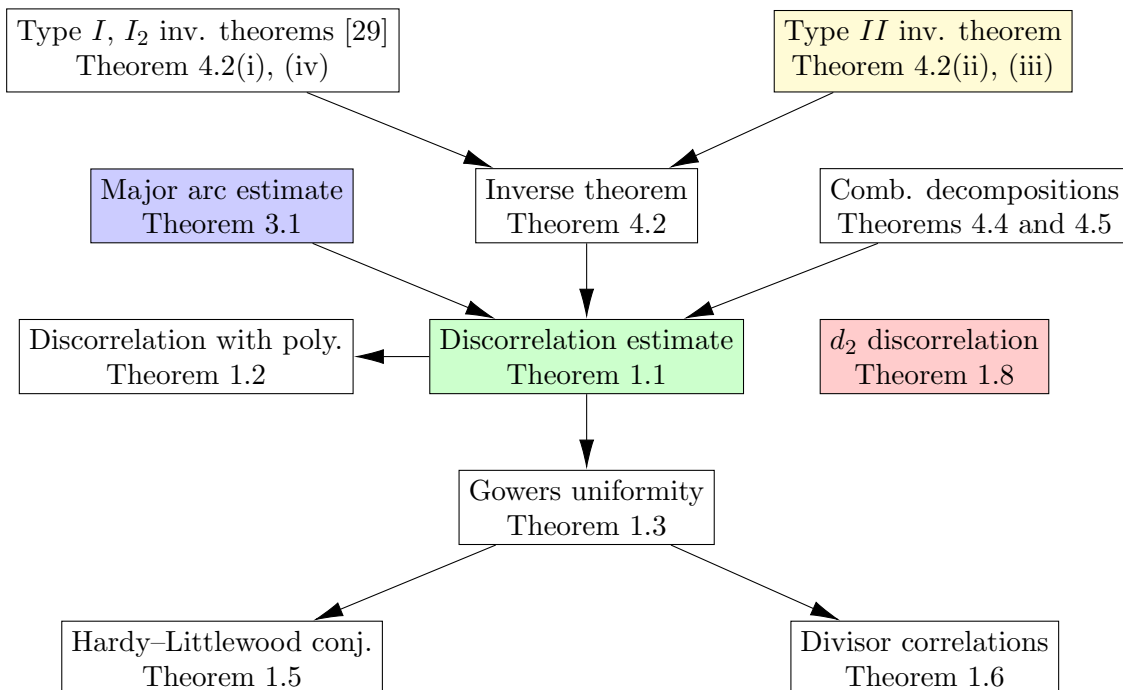 Type I, I₂ inv. theorems [29]
Theorem 4.2(i), (iv)
Type II inv. theorem
Theorem 4.2(ii), (iii)
Major arc estimate
Theorem 3.1
Inverse theorem
Theorem 4.2
Comb. decompositions
Theorems 4.4 and 4.5
Discorrelation with poly.
Theorem 1.2
Discorrelation estimate
Theorem 1.1
d₂ discorrelation
Theorem 1.8
Gowers uniformity
Theorem 1.3
Hardy–Littlewood conj.
Theorem 1.5
Divisor correlations
Theorem 1.6